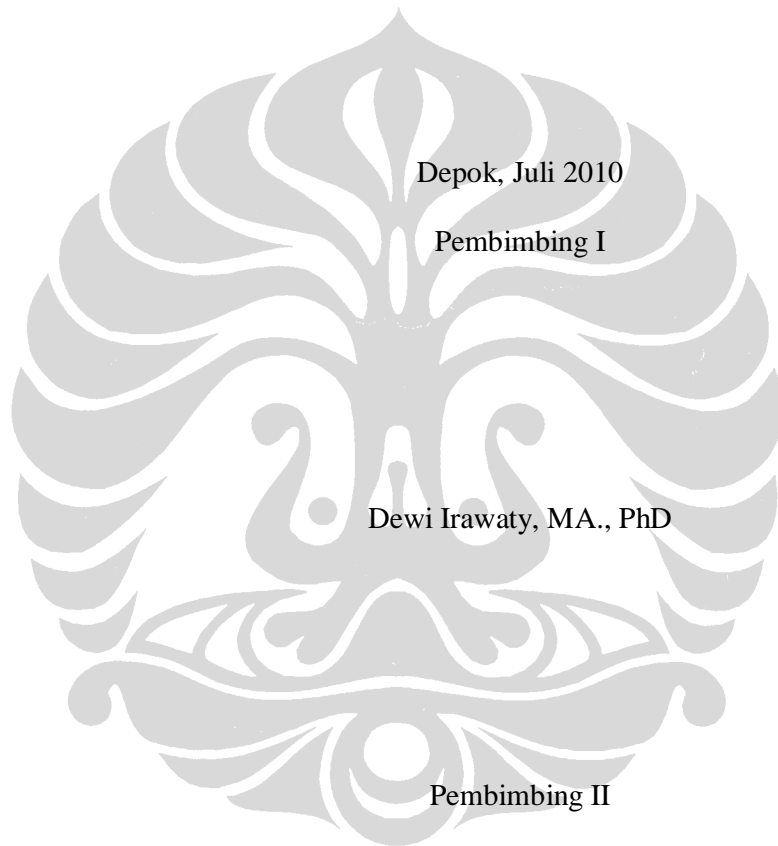 Depok, Juli 2010
Pembimbing I
Dewi Irawaty, MA., PhD
Pembimbing II